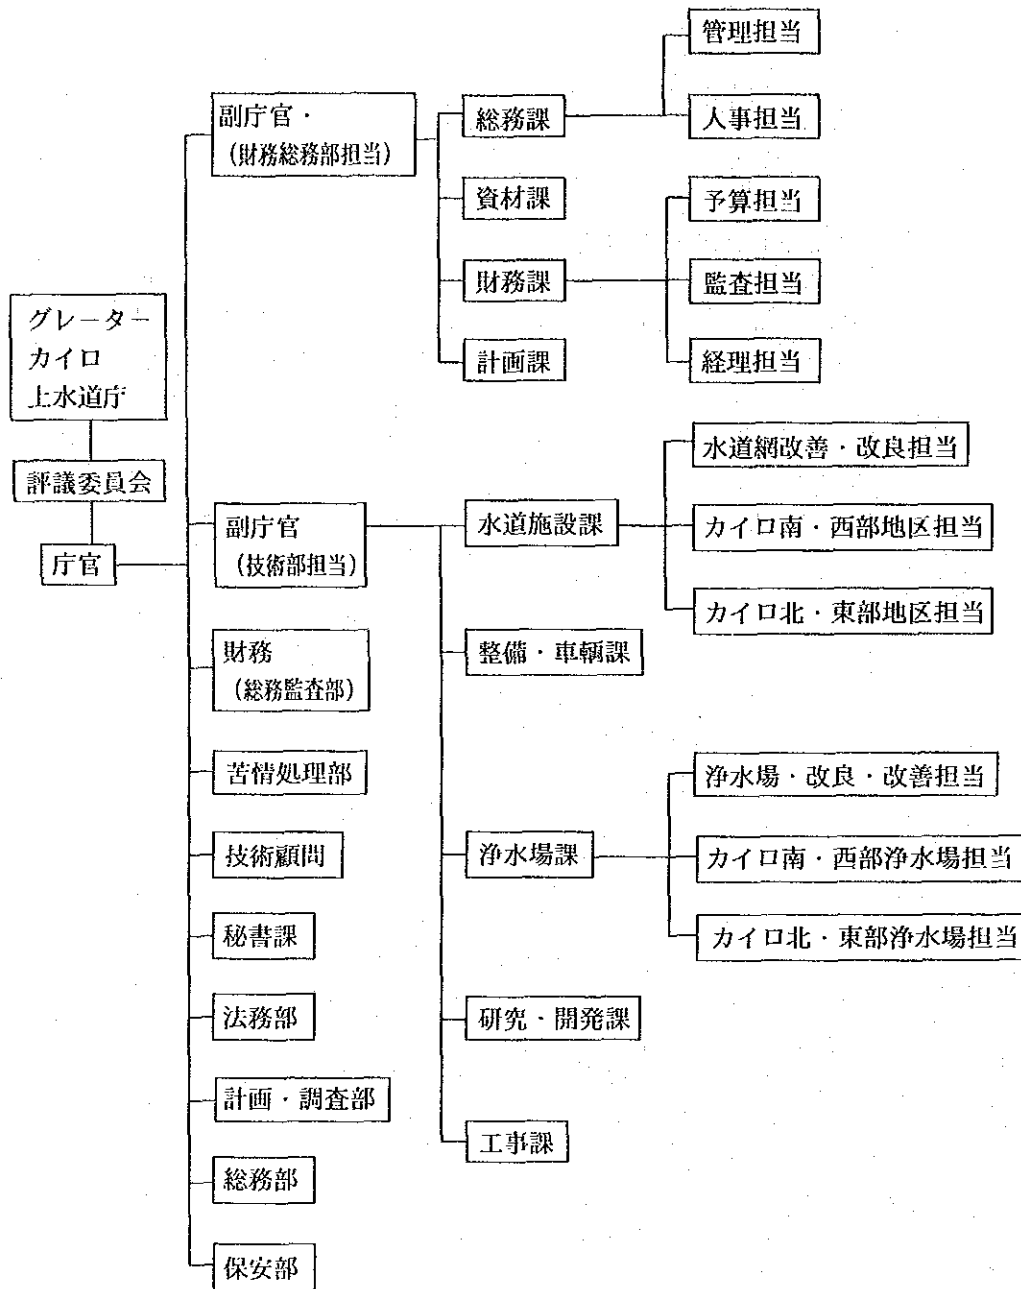 グレーター
カイロ
上水道庁
評議委員会
庁官
副庁官・
(財務総務部担当)
総務課
管理担当
人事担当
資材課
財務課
予算担当
監査担当
経理担当
計画課
副庁官
(技術部担当)
水道施設課
水道網改善・改良担当
カイロ南・西部地区担当
カイロ北・東部地区担当
整備・車輌課
浄水場課
浄水場・改良・改善担当
カイロ南・西部浄水場担当
カイロ北・東部浄水場担当
研究・開発課
工事課
財務
(総務監査部)
苦情処理部
技術顧問
秘書課
法務部
計画・調査部
総務部
保安部